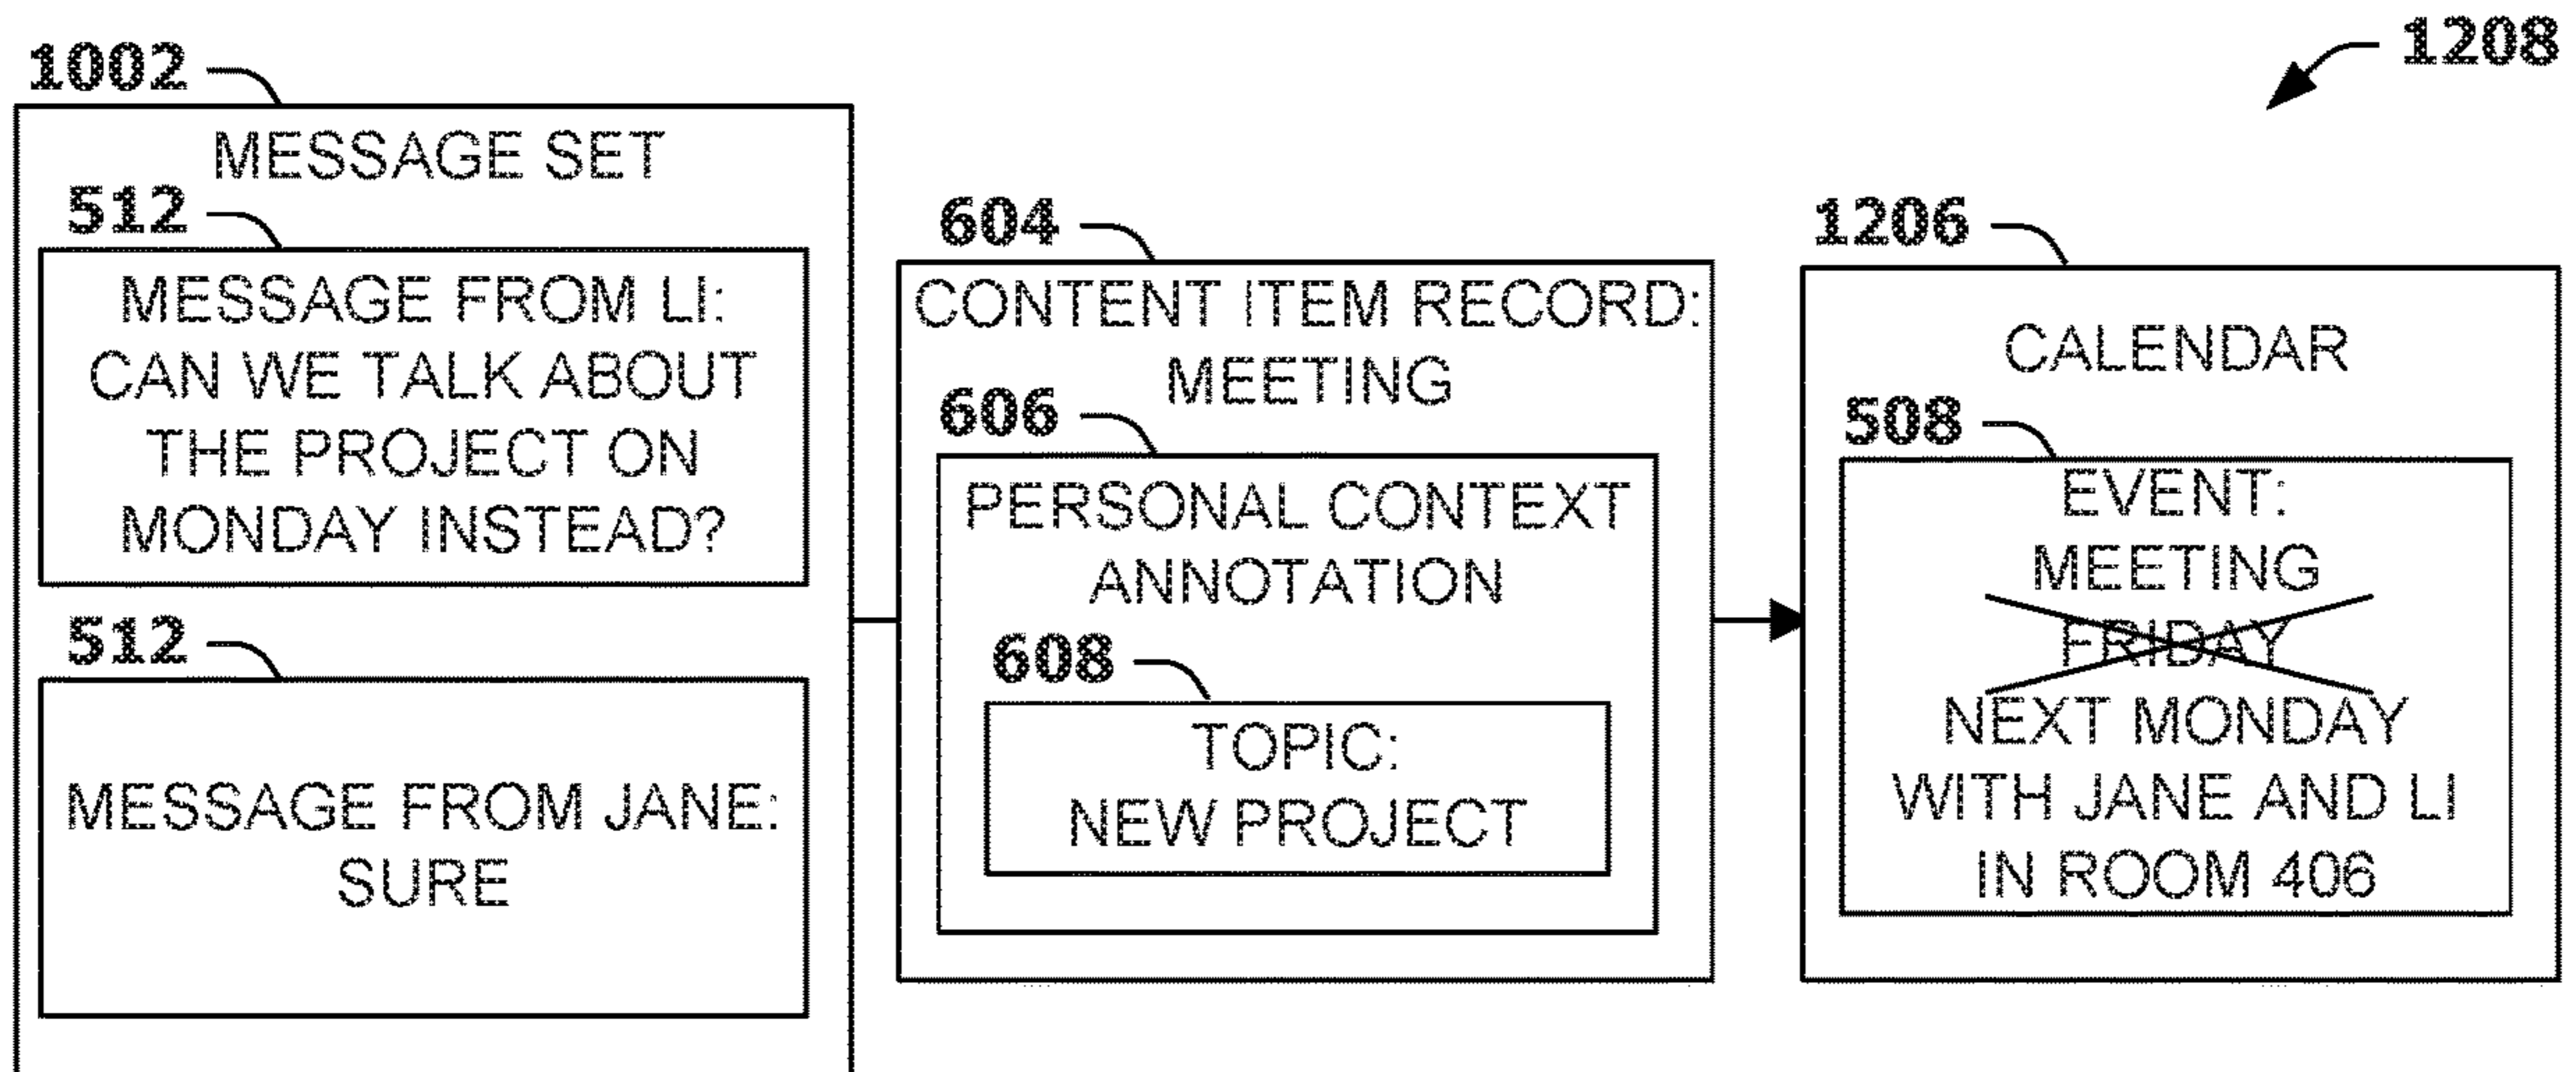 1208
1002
MESSAGE SET
512
MESSAGE FROM LI:
CAN WE TALK ABOUT
THE PROJECT ON
MONDAY INSTEAD?
512
MESSAGE FROM JANE:
SURE
604
CONTENT ITEM RECORD:
MEETING
606
PERSONAL CONTEXT
ANNOTATION
608
TOPIC:
NEW PROJECT
1206
CALENDAR
508
EVENT:
MEETING
FRIDAY
NEXT MONDAY
WITH JANE AND LI
IN ROOM 406